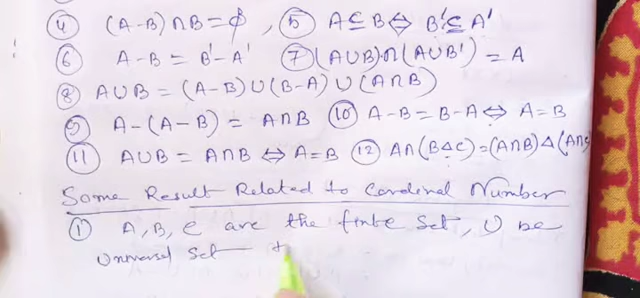 ④ (A-B)∩B=ϕ , ⑤ A⊆B⇔ B'⊆A'
⑥ A-B = B'-A' ⑦ (A∪B)∩(A∪B') = A
⑧ A∪B = (A-B)∪(B-A)∪(A∩B)
⑨ A-(A-B) = A∩B ⑩ A-B=B-A⇔A=B
⑪ A∪B = A∩B ⇔A=B ⑫ A∩(B△C)=(A∩B)△(A∩C)
Some Result Related to Cardinal Number
① A, B, C are the finite Set, U be
universal Set